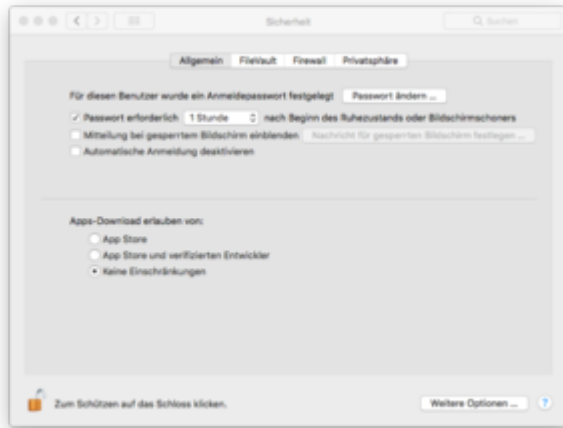 Sicherheit
Suchen
Allgemein FileVault Firewall Privatsphäre
Für diesen Benutzer wurde ein Anmeldepasswort festgelegt Passwort ändern ...
Passwort erforderlich 1 Stunde nach Beginn des Ruhezustands oder Bildschirmschoners
Mitteilung bei gesperrtem Bildschirm einblenden Nachricht für gesperrten Bildschirm festlegen ...
Automatische Anmeldung deaktivieren
Apps-Download erlauben von:
App Store
App Store und verifizierten Entwickler
Keine Einschränkungen
Zum Schützen auf das Schloss klicken.
Weitere Optionen ... ?